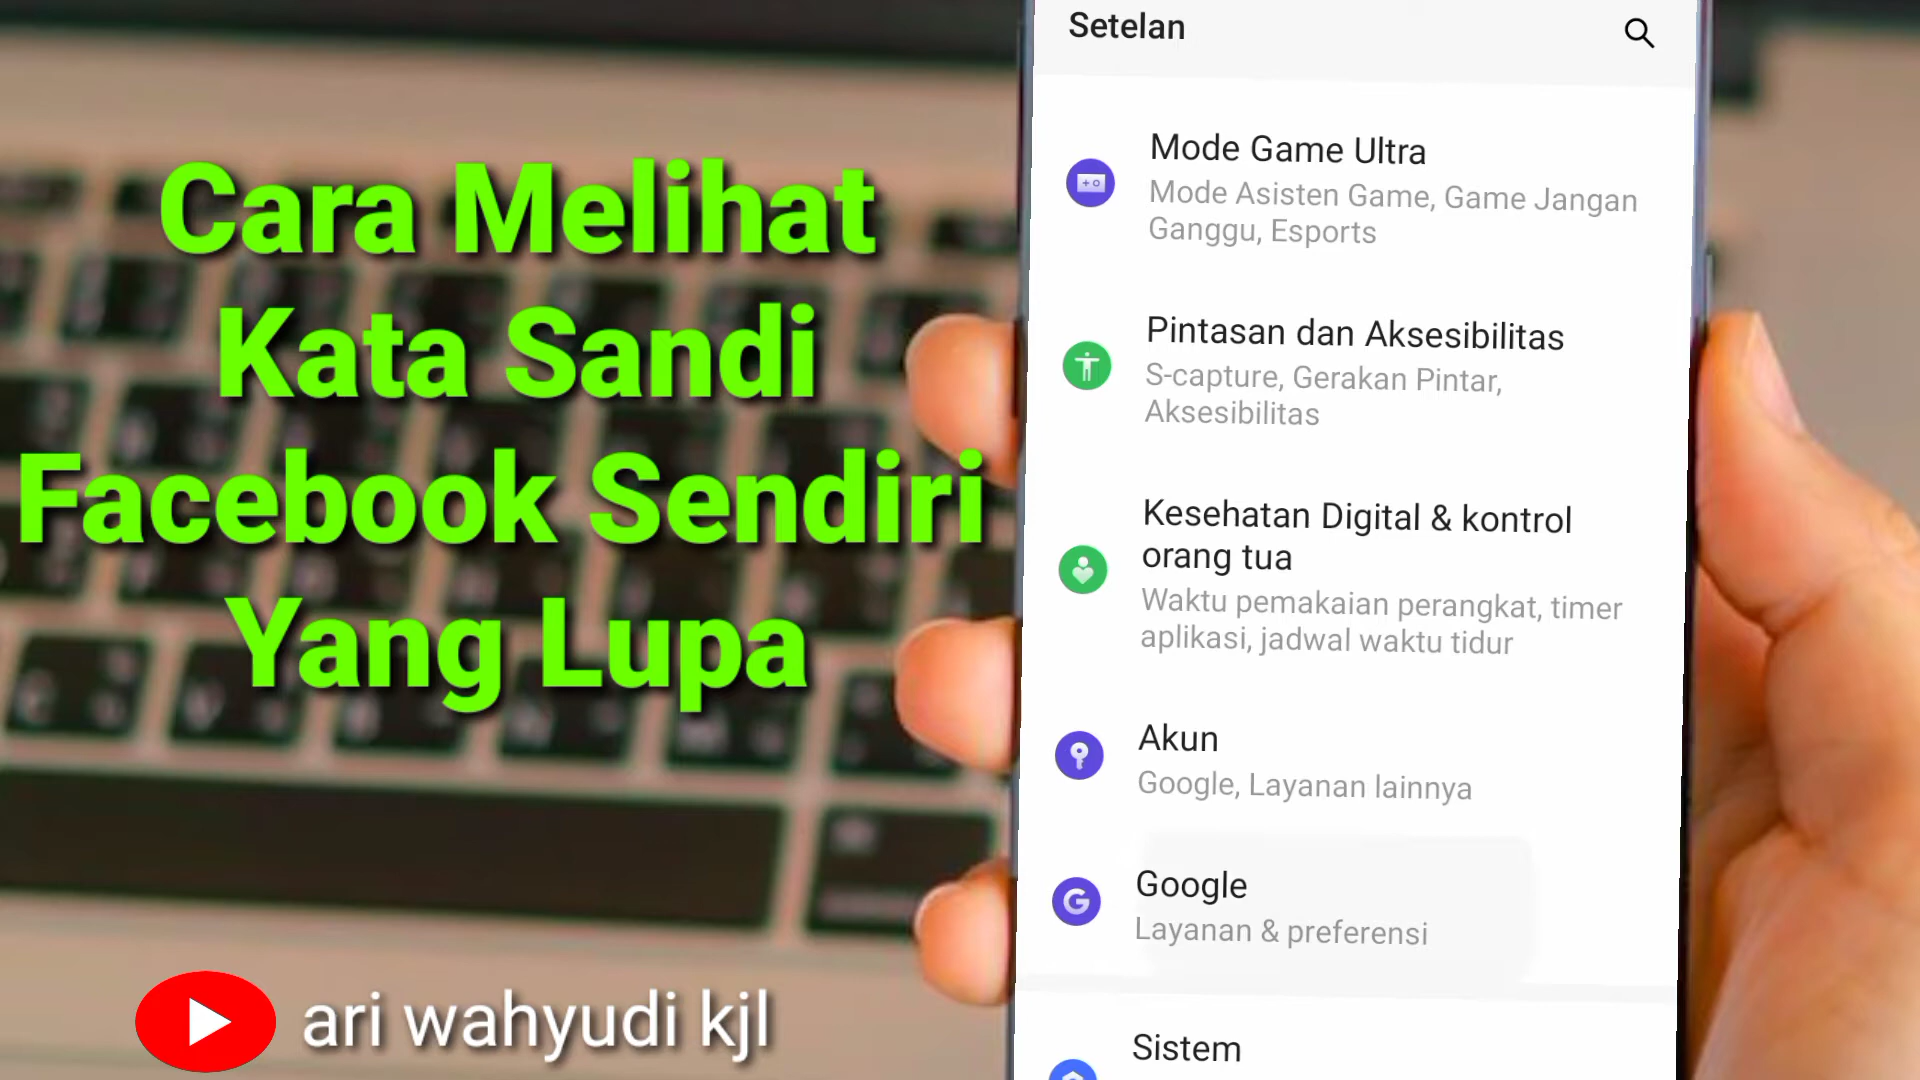 Cara Melihat
Kata Sandi
Facebook Sendiri
Yang Lupa
ari wahyudi kjl
Setelan
Mode Game Ultra
Mode Asisten Game, Game Jangan
Ganggu, Esports
Pintasan dan Aksesibilitas
S-capture, Gerakan Pintar,
Aksesibilitas
Kesehatan Digital & kontrol
orang tua
Waktu pemakaian perangkat, timer
aplikasi, jadwal waktu tidur
Akun
Google, Layanan lainnya
G
Google
Layanan & preferensi
Sistem